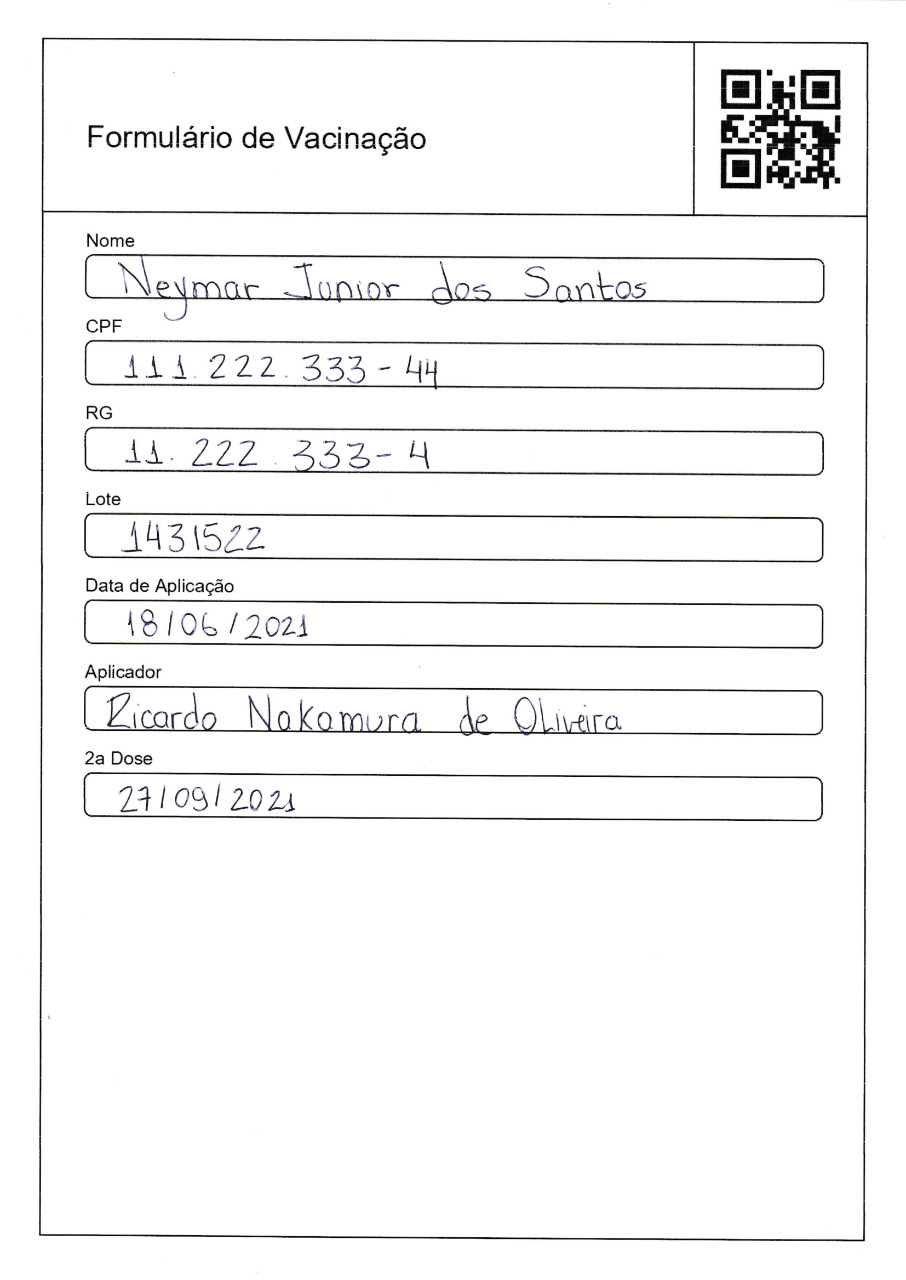 Formulário de Vacinação
Nome
Neymar Junior dos Santos
CPF
111.222.333-44
RG
11.222.333-4
Lote
1431522
Data de Aplicação
18/06/2021
Aplicador
Ricardo Nakamura de Oliveira
2a Dose
27/09/2021